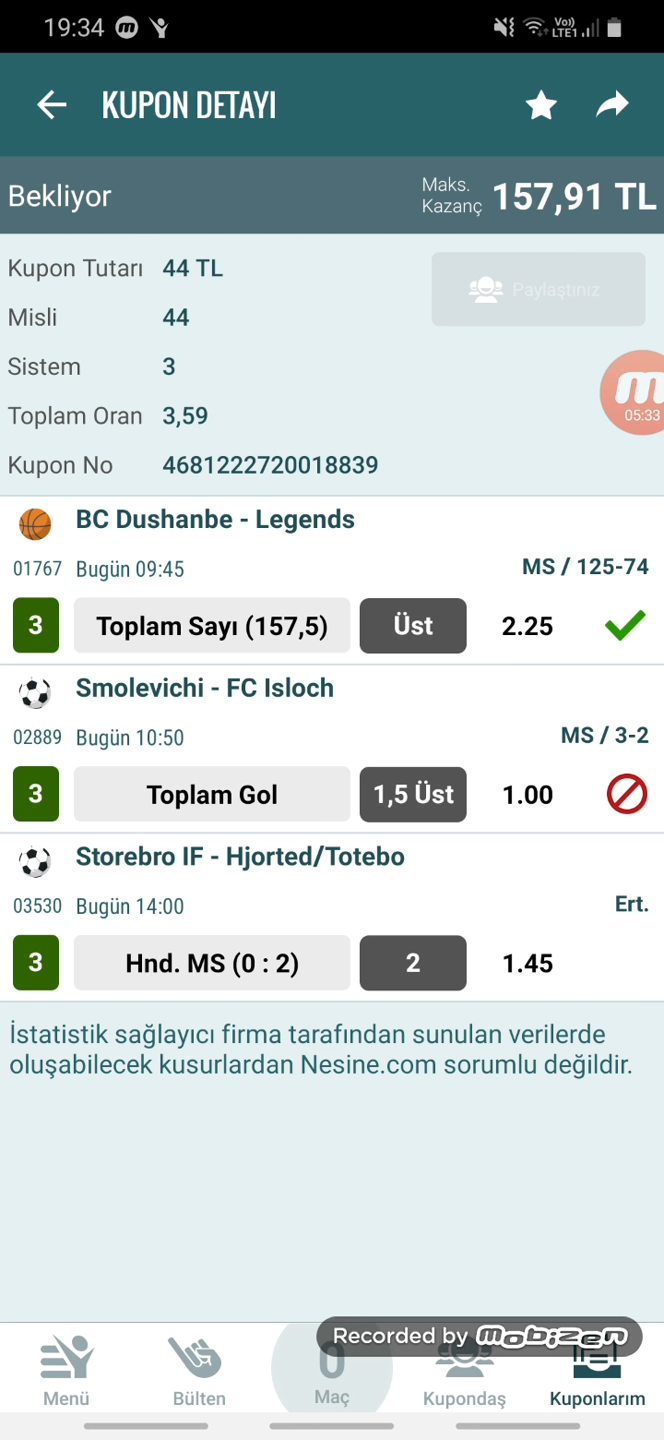 19:34
Vo)) LTE1
KUPON DETAYI
Bekliyor
Maks. Kazanç 157,91 TL
Kupon Tutarı 44 TL
Paylaştınız
Misli 44
Sistem 3
m
05:33
Toplam Oran 3,59
Kupon No 4681222720018839
BC Dushanbe - Legends
01767 Bugün 09:45 MS / 125-74
3 Toplam Sayı (157,5) Üst 2.25
Smolevichi - FC Isloch
02889 Bugün 10:50 MS / 3-2
3 Toplam Gol 1,5 Üst 1.00
Storebro IF - Hjorted/Totebo
03530 Bugün 14:00 Ert.
3 Hnd. MS (0 : 2) 2 1.45
İstatistik sağlayıcı firma tarafından sunulan verilerde
oluşabilecek kusurlardan Nesine.com sorumlu değildir.
Recorded by mobizen
0
Menü Bülten Maç Kupondaş Kuponlarım